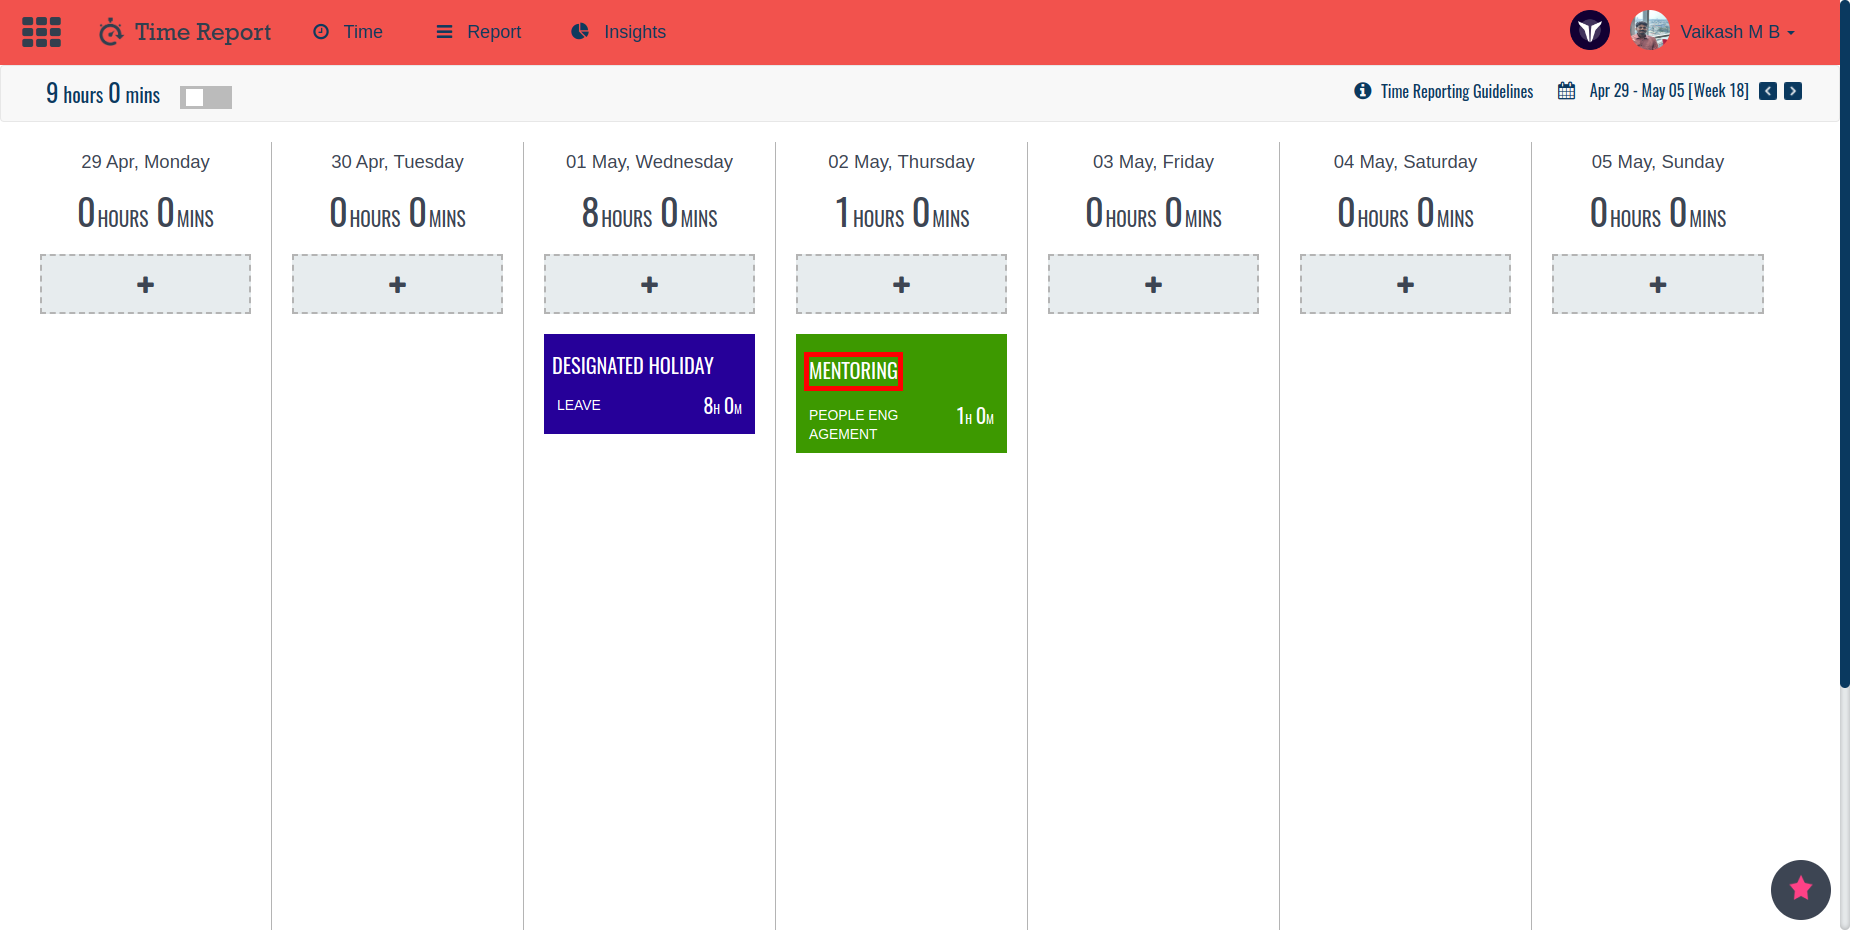 Time Report
Time
Report
Insights
Vaikash M B
9 hours 0 mins
Time Reporting Guidelines
Apr 29 - May 05 [Week 18]
29 Apr, Monday
0 HOURS 0 MINS
30 Apr, Tuesday
0 HOURS 0 MINS
01 May, Wednesday
8 HOURS 0 MINS
DESIGNATED HOLIDAY
LEAVE
8H 0M
02 May, Thursday
1 HOURS 0 MINS
MENTORING
PEOPLE ENG
AGEMENT
1H 0M
03 May, Friday
0 HOURS 0 MINS
04 May, Saturday
0 HOURS 0 MINS
05 May, Sunday
0 HOURS 0 MINS